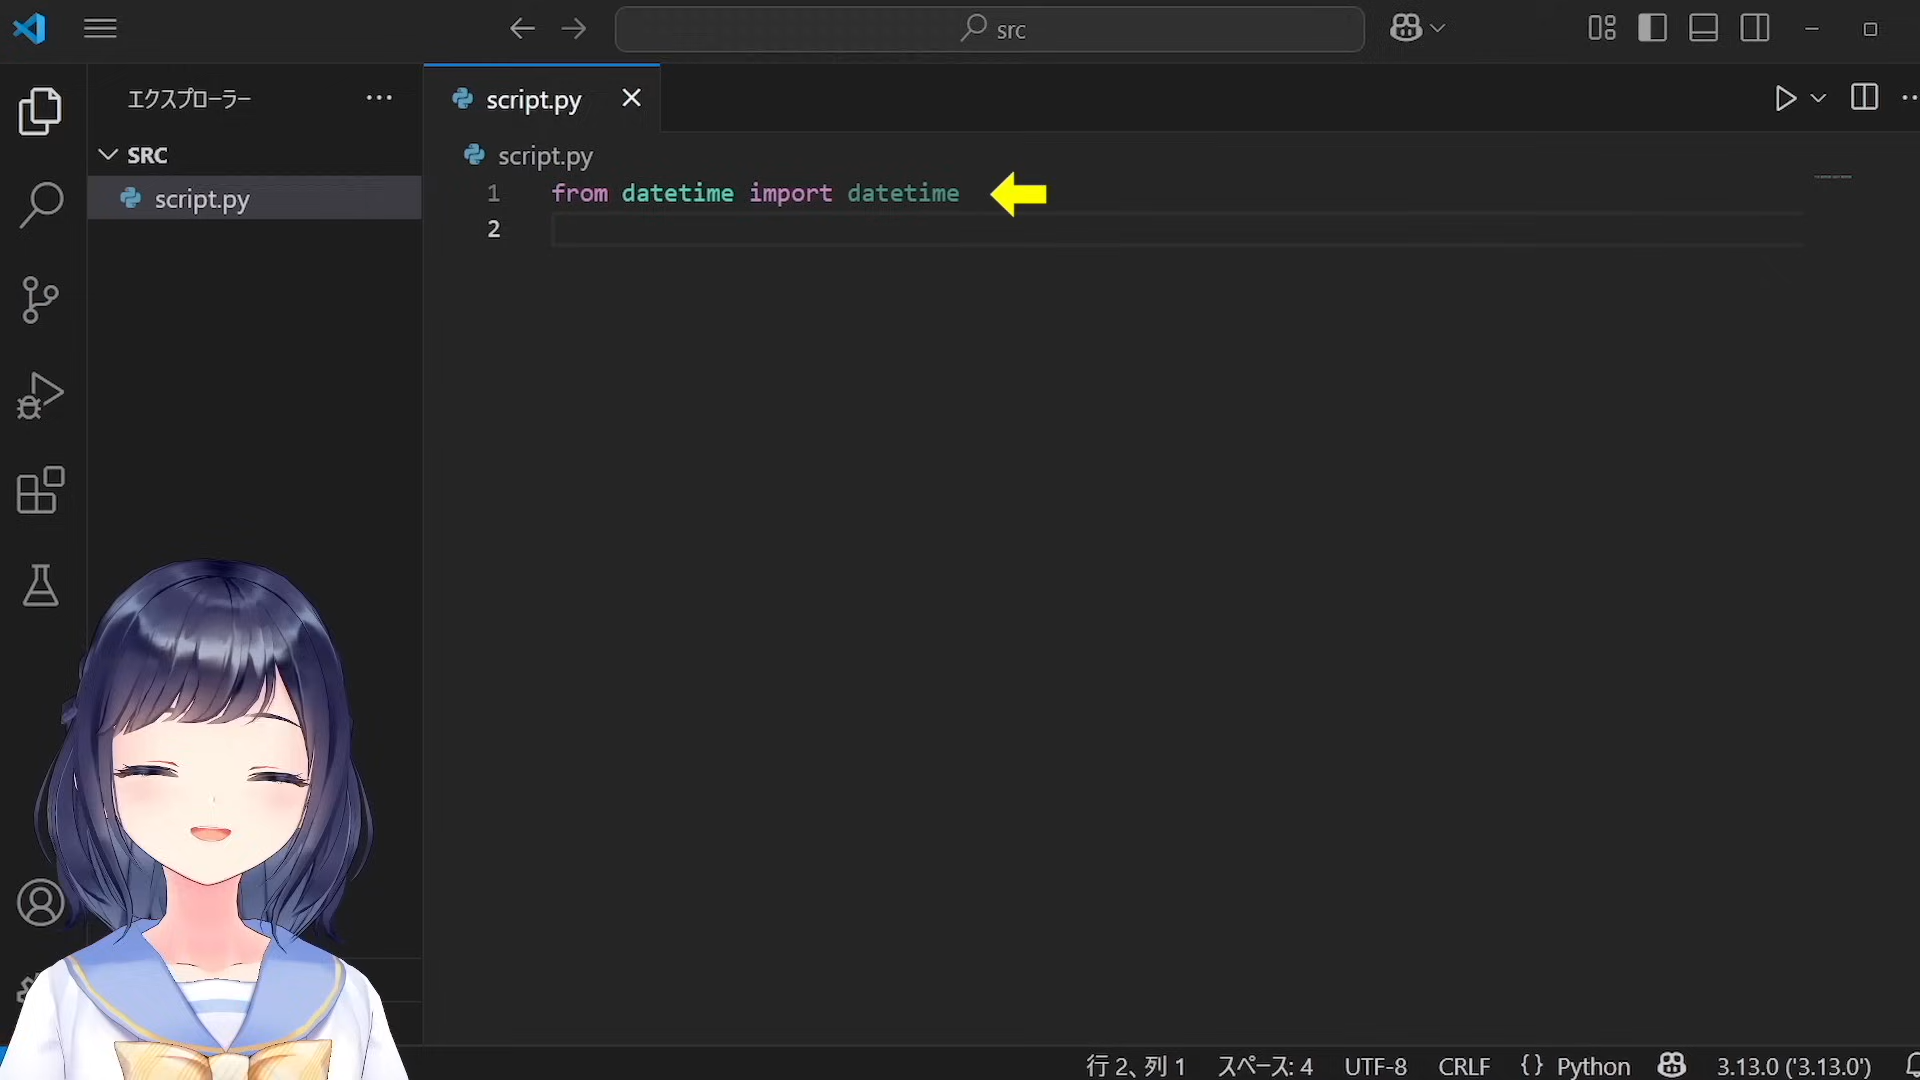 src
エクスプローラー
script.py
SRC
script.py
script.py
1 from datetime import datetime
2
行 2、列 1 スペース: 4 UTF-8 CRLF {} Python 3.13.0 ('3.13.0')